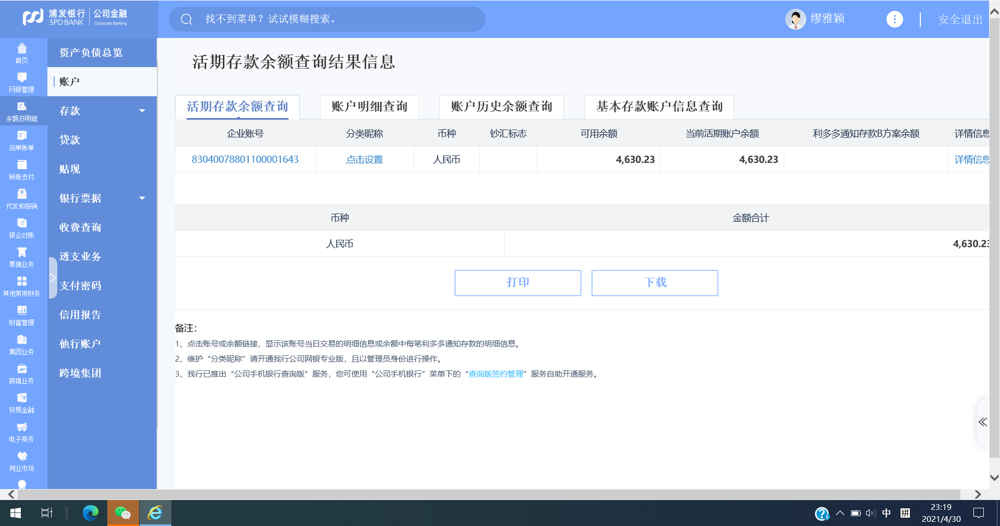 浦发银行 公司金融
SPD BANK Corporate Banking
找不到菜单？试试模糊搜索。
缪雅颖
安全退出
首页
网银管理
余额及明细
回单账单
转账支付
代发和报销
银企对账
票据业务
其他常用财务
财富管理
集团业务
跨境业务
贸易金融
电子商务
同业市场
资产负债总览
账户
存款
贷款
贴现
银行票据
收费查询
透支业务
支付密码
信用报告
他行账户
跨境集团
活期存款余额查询结果信息
活期存款余额查询 账户明细查询 账户历史余额查询 基本存款账户信息查询
企业账号 分类昵称 币种 钞汇标志 可用余额 当前活期账户余额 利多多通知存款B方案余额 详情信息
83040078801100001643 点击设置 人民币 4,630.23 4,630.23 详情信息
币种 金额合计
人民币 4,630.23
打印 下载
备注：
1、点击账号或余额链接，显示该账号当日交易的明细信息或余额中每笔利多多通知存款的明细信息。
2、维护“分类昵称”请开通我行公司网银专业版，且以管理员身份进行操作。
3、我行已推出“公司手机银行查询版”服务，您可使用“公司手机银行”菜单下的“查询版签约管理”服务自助开通服务。
中 拼
23:19
2021/4/30